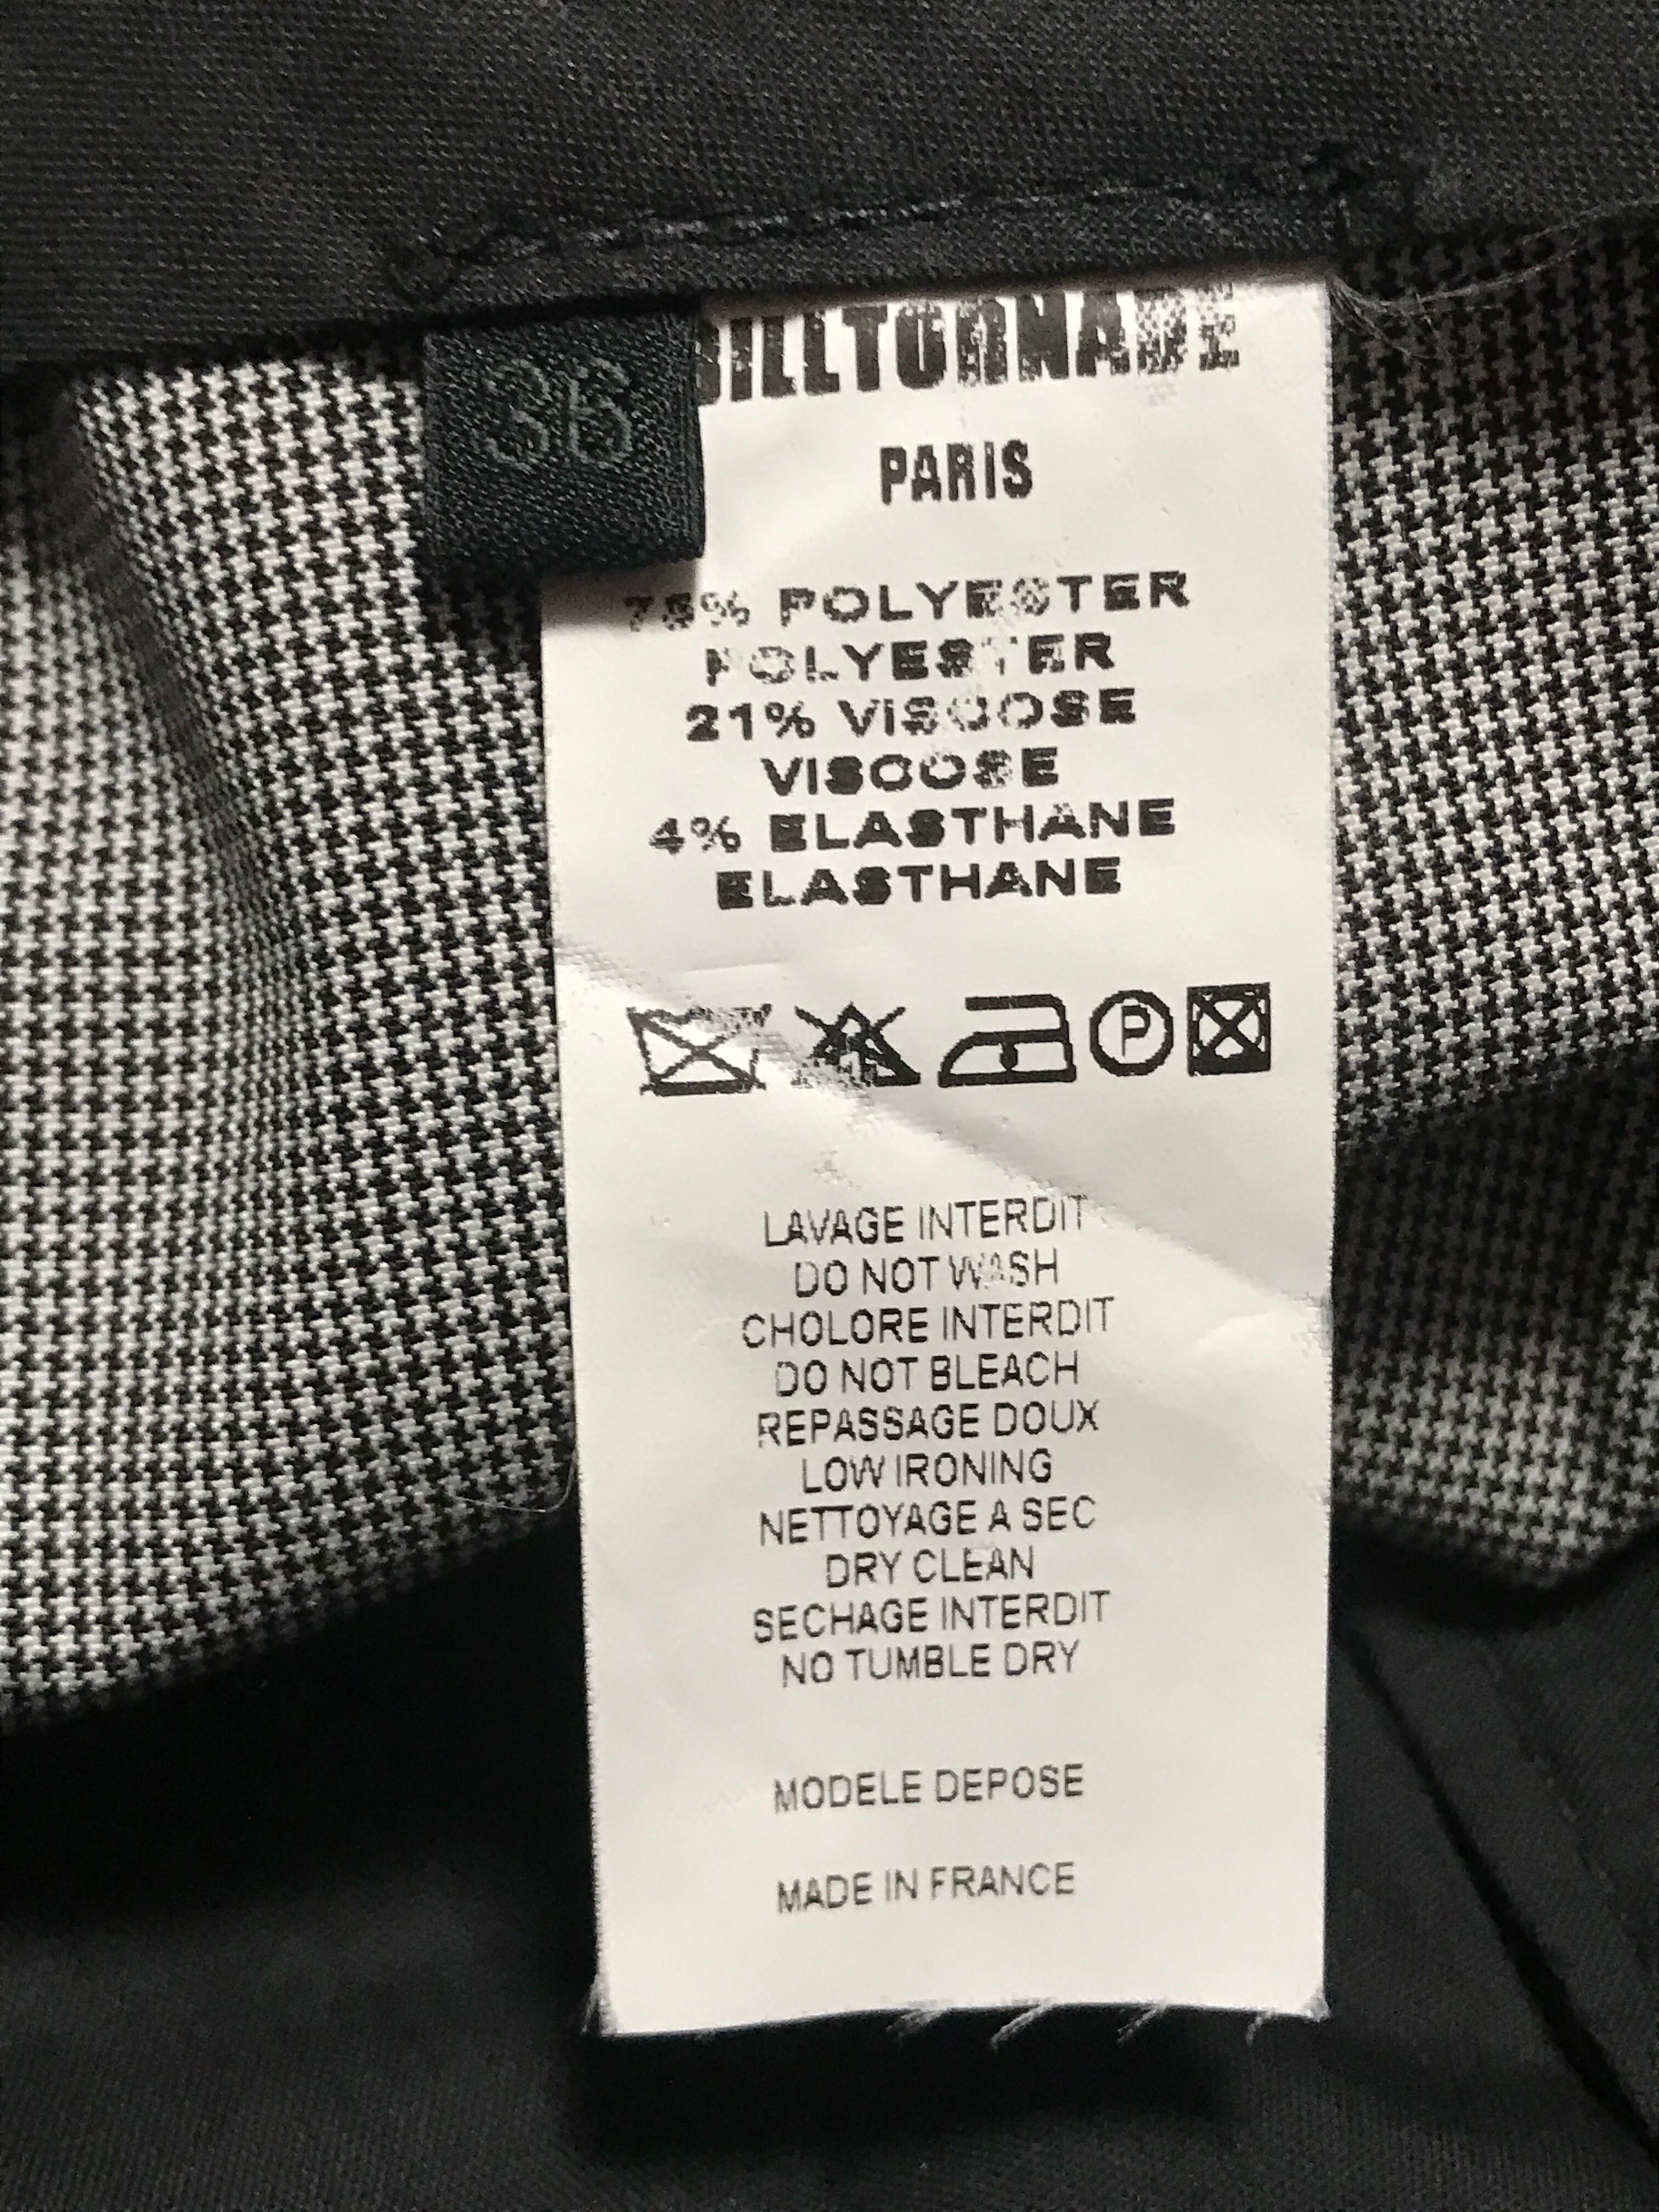 36
BILLTORNADE
PARIS
% POLYESTER
POLYESTER
21% VISCOSE
VISCOSE
4% ELASTHANE
ELASTHANE
P
LAVAGE INTERDIT
DO NOT WASH
CHOLORE INTERDIT
DO NOT BLEACH
REPASSAGE DOUX
LOW IRONING
NETTOYAGE A SEC
DRY CLEAN
SECHAGE INTERDIT
NO TUMBLE DRY
MODELE DEPOSE
MADE IN FRANCE